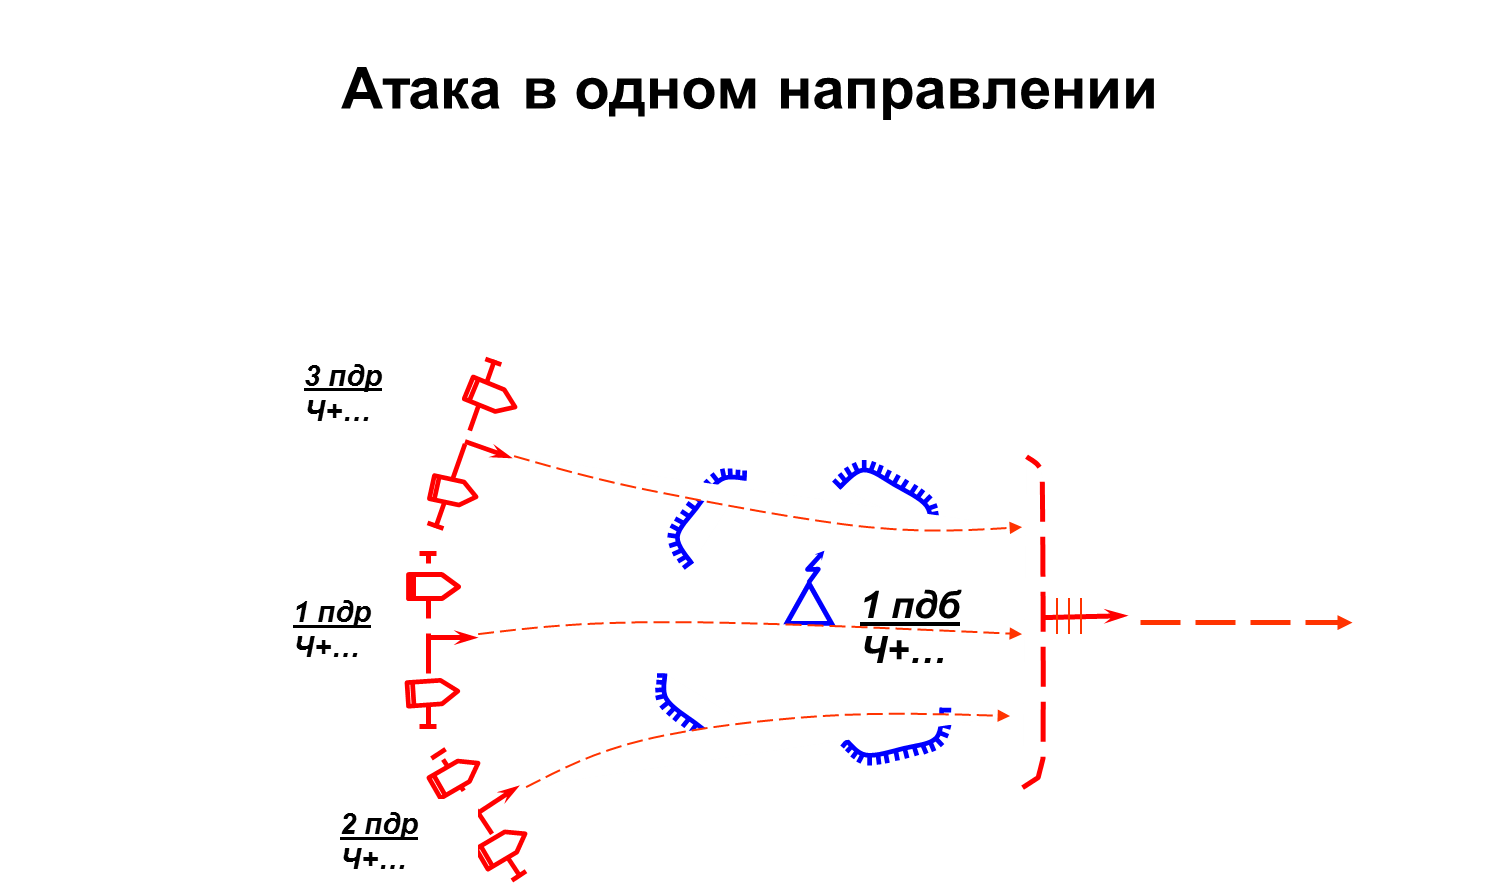 Атака в одном направлении
3 пдр
Ч+...
1 пдр
Ч+...
1 пдб
Ч+...
2 пдр
Ч+...